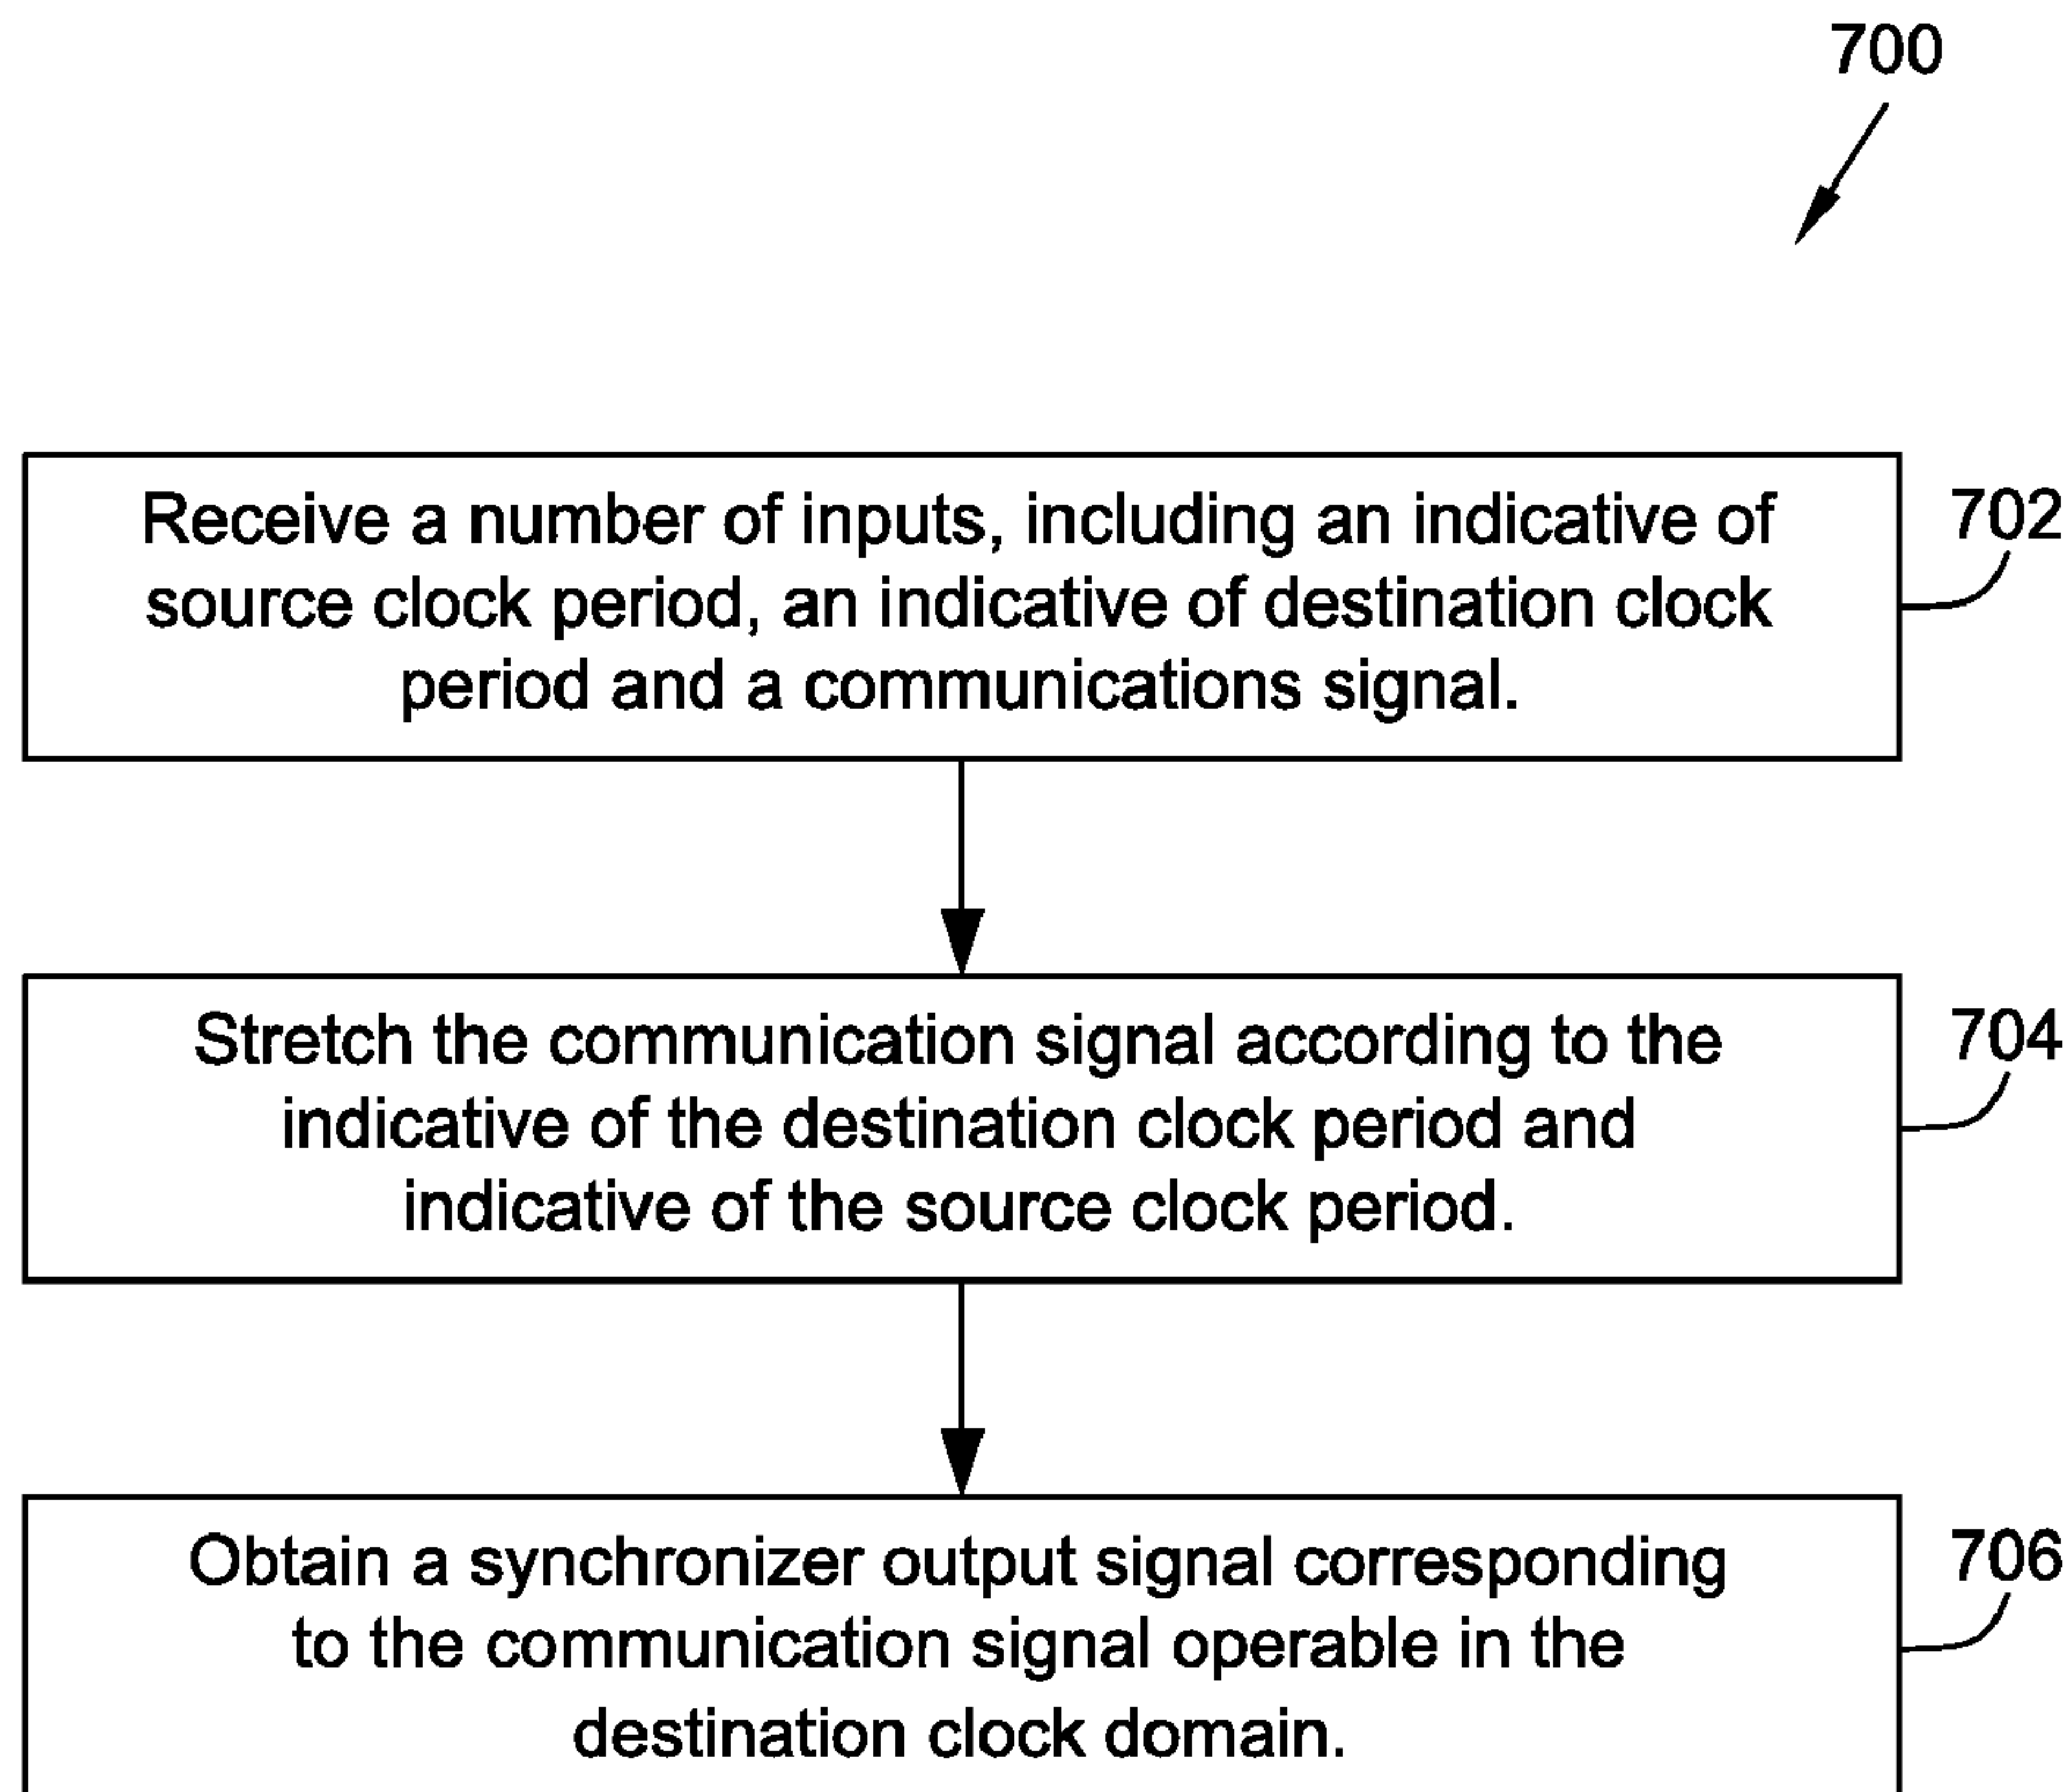 700
Receive a number of inputs, including an indicative of
source clock period, an indicative of destination clock
period and a communications signal.
702
Stretch the communication signal according to the
indicative of the destination clock period and
indicative of the source clock period.
704
Obtain a synchronizer output signal corresponding
to the communication signal operable in the
destination clock domain.
706